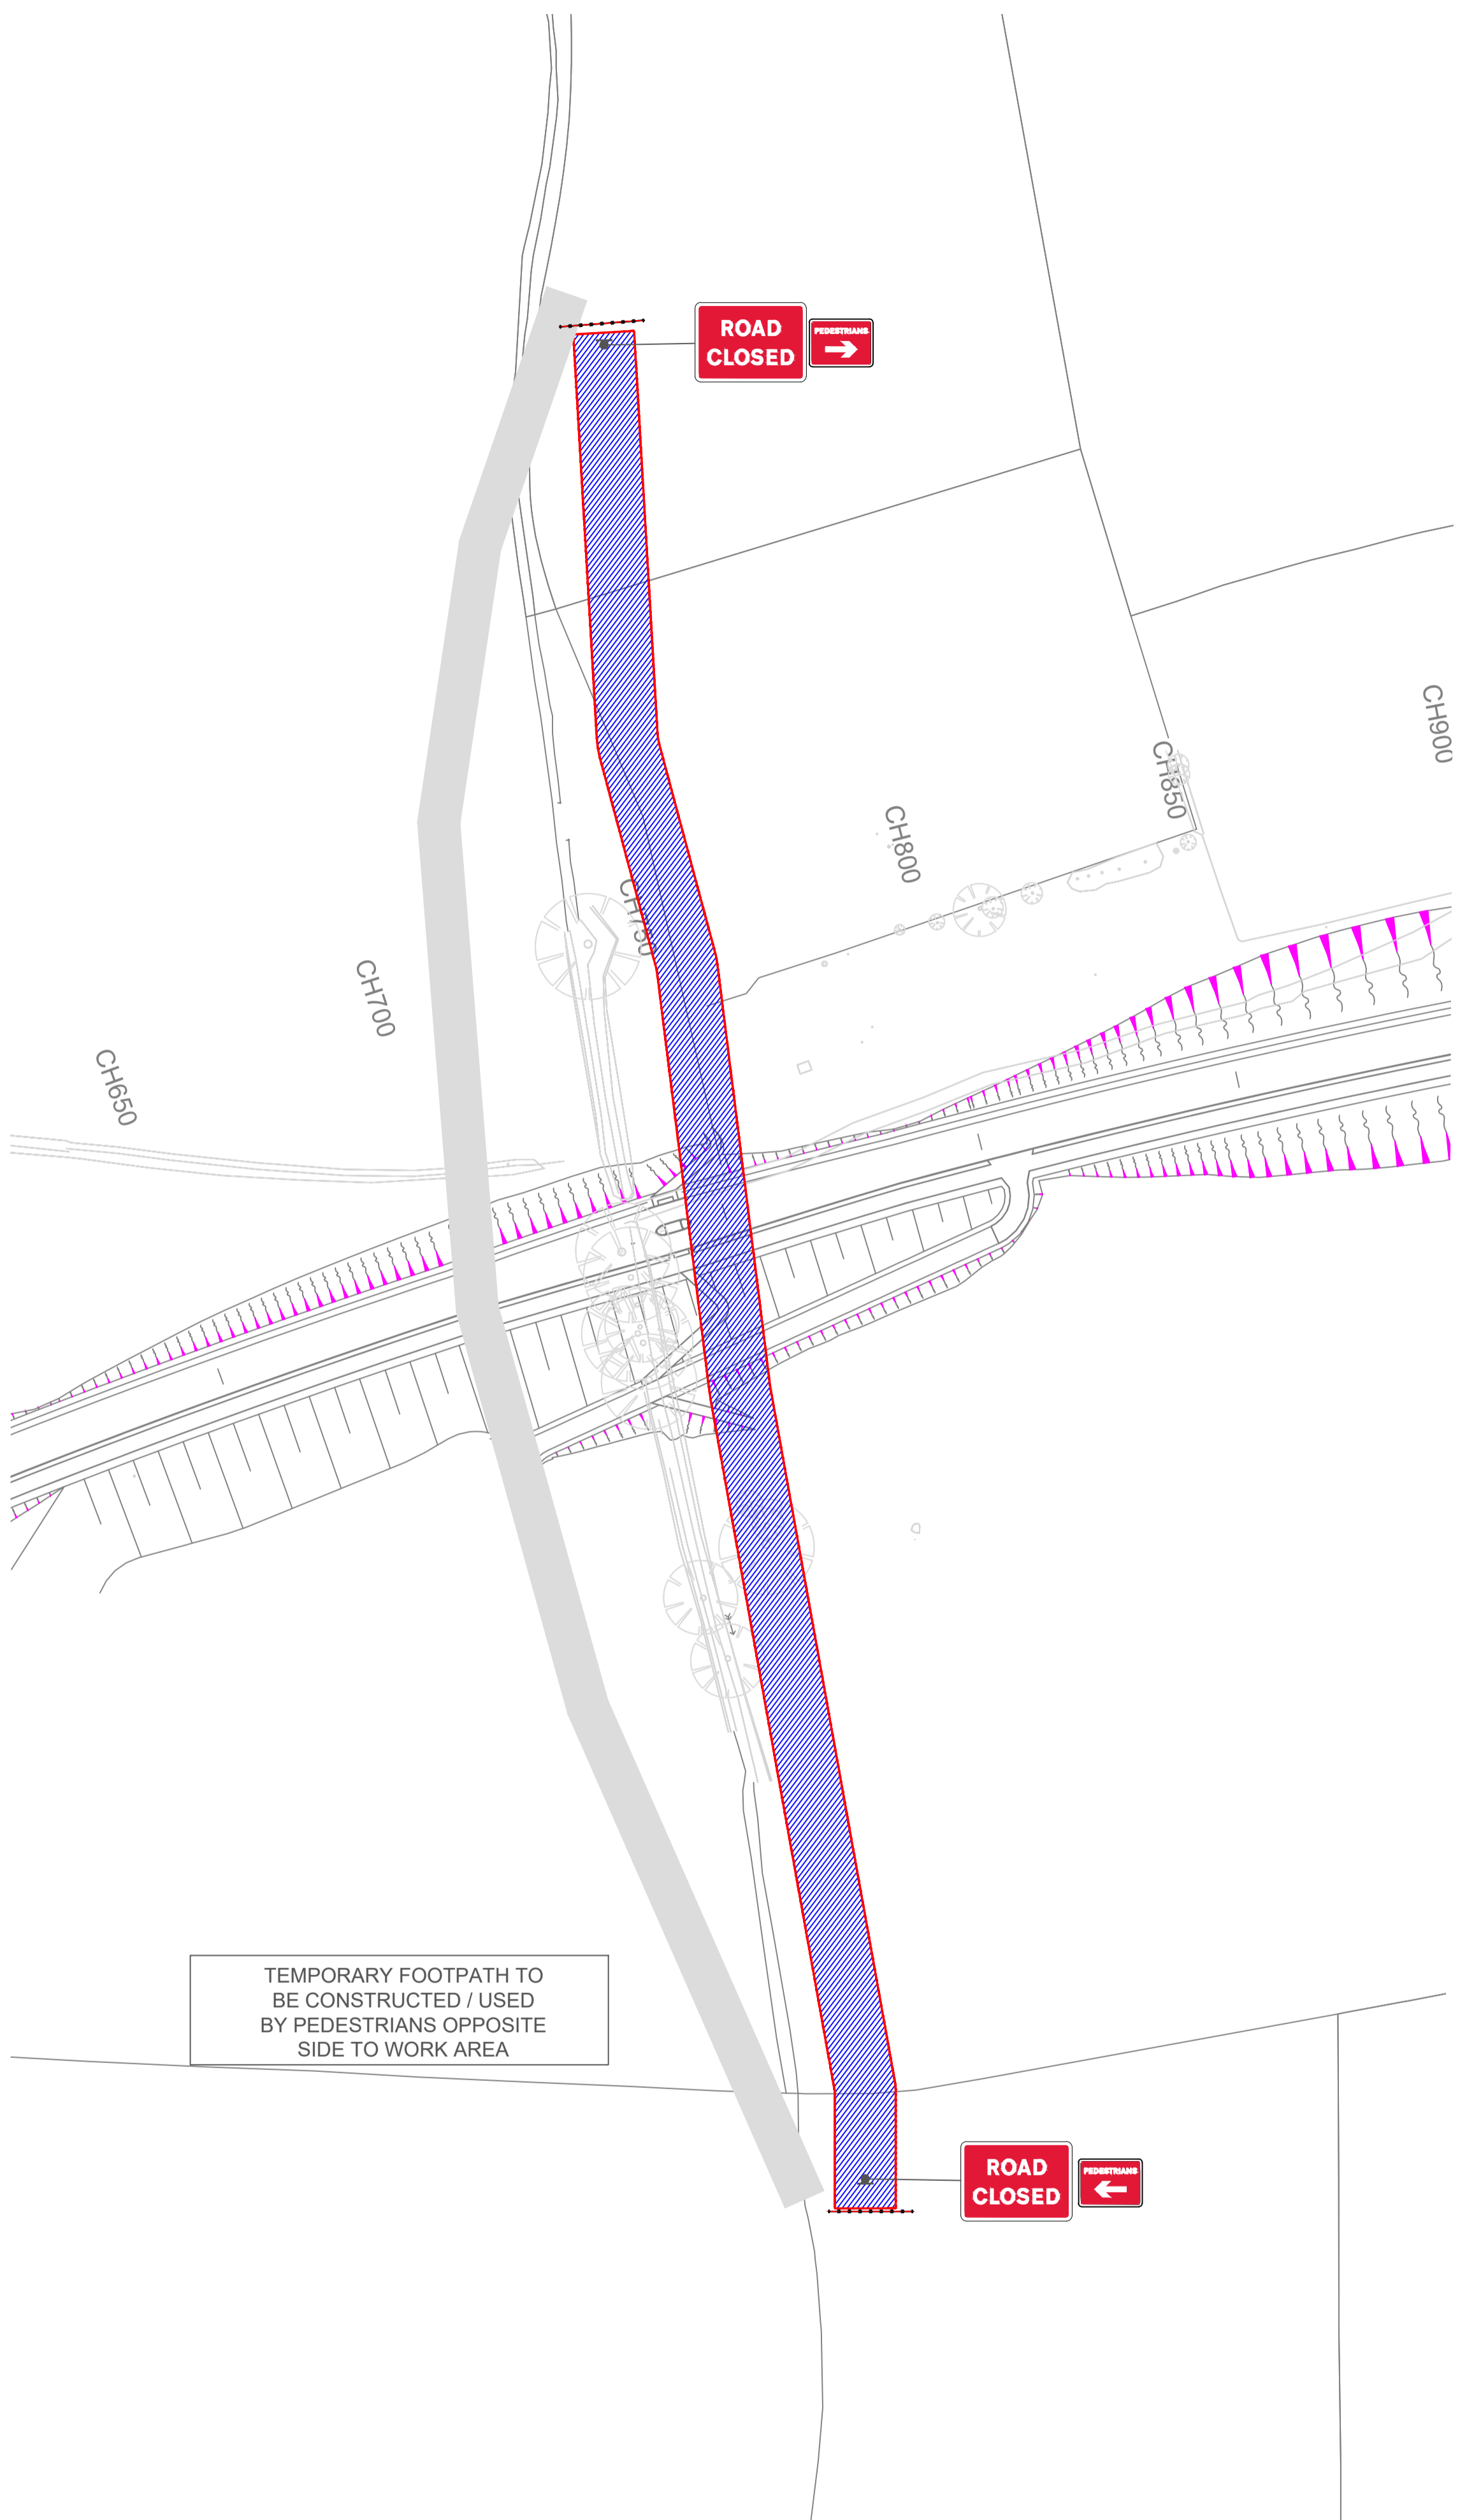 ROAD
CLOSED
PEDESTRIANS
CH900
CH850
CH800
CH750
CH700
CH650
TEMPORARY FOOTPATH TO
BE CONSTRUCTED / USED
BY PEDESTRIANS OPPOSITE
SIDE TO WORK AREA
ROAD
CLOSED
PEDESTRIANS